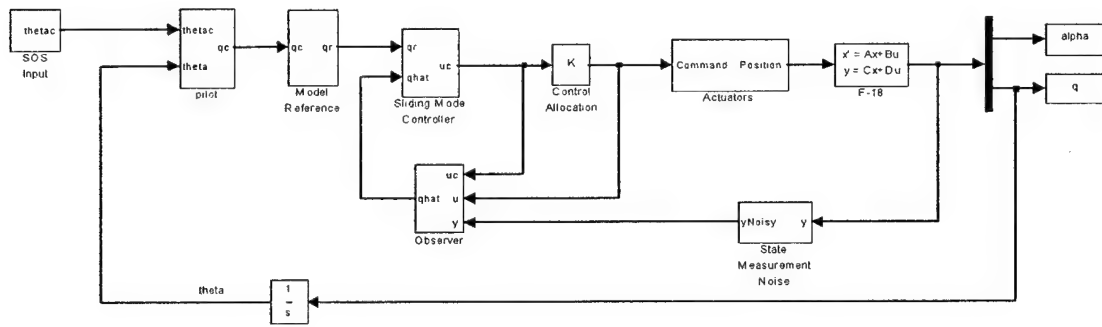 thetac
SOS
Input
thetac
theta
qc
pilot
qc
qr
Model
Reference
qr
qhat
uc
Sliding Mode
Controller
K
Control
Allocation
Command
Position
Actuators
x' = Ax+Bu
y = Cx+Du
F-18
alpha
q
uc
qhat
u
y
Observer
yNoisy
y
State
Measurement
Noise
theta
1
s